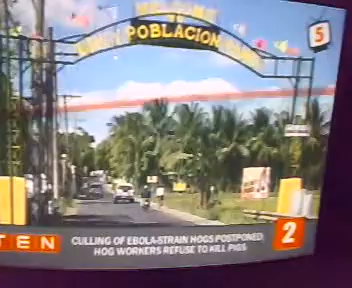 WELCOME
POBLACION
5
TEN
CULLING OF EBOLA-STRAIN HOGS POSTPONED;
HOG WORKERS REFUSE TO KILL PIGS
2